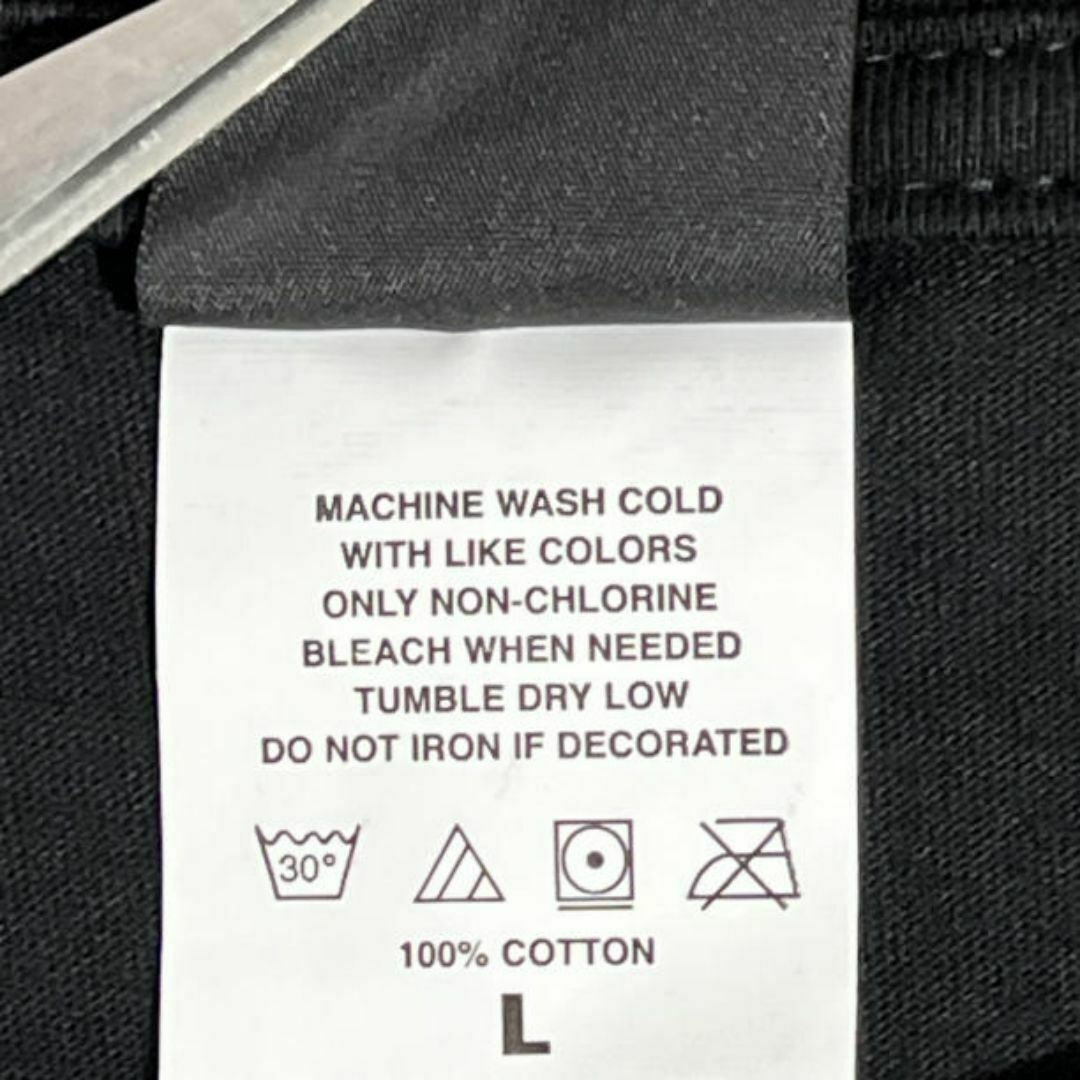 MACHINE WASH COLD
WITH LIKE COLORS
ONLY NON-CHLORINE
BLEACH WHEN NEEDED
TUMBLE DRY LOW
DO NOT IRON IF DECORATED
30°
100% COTTON
L